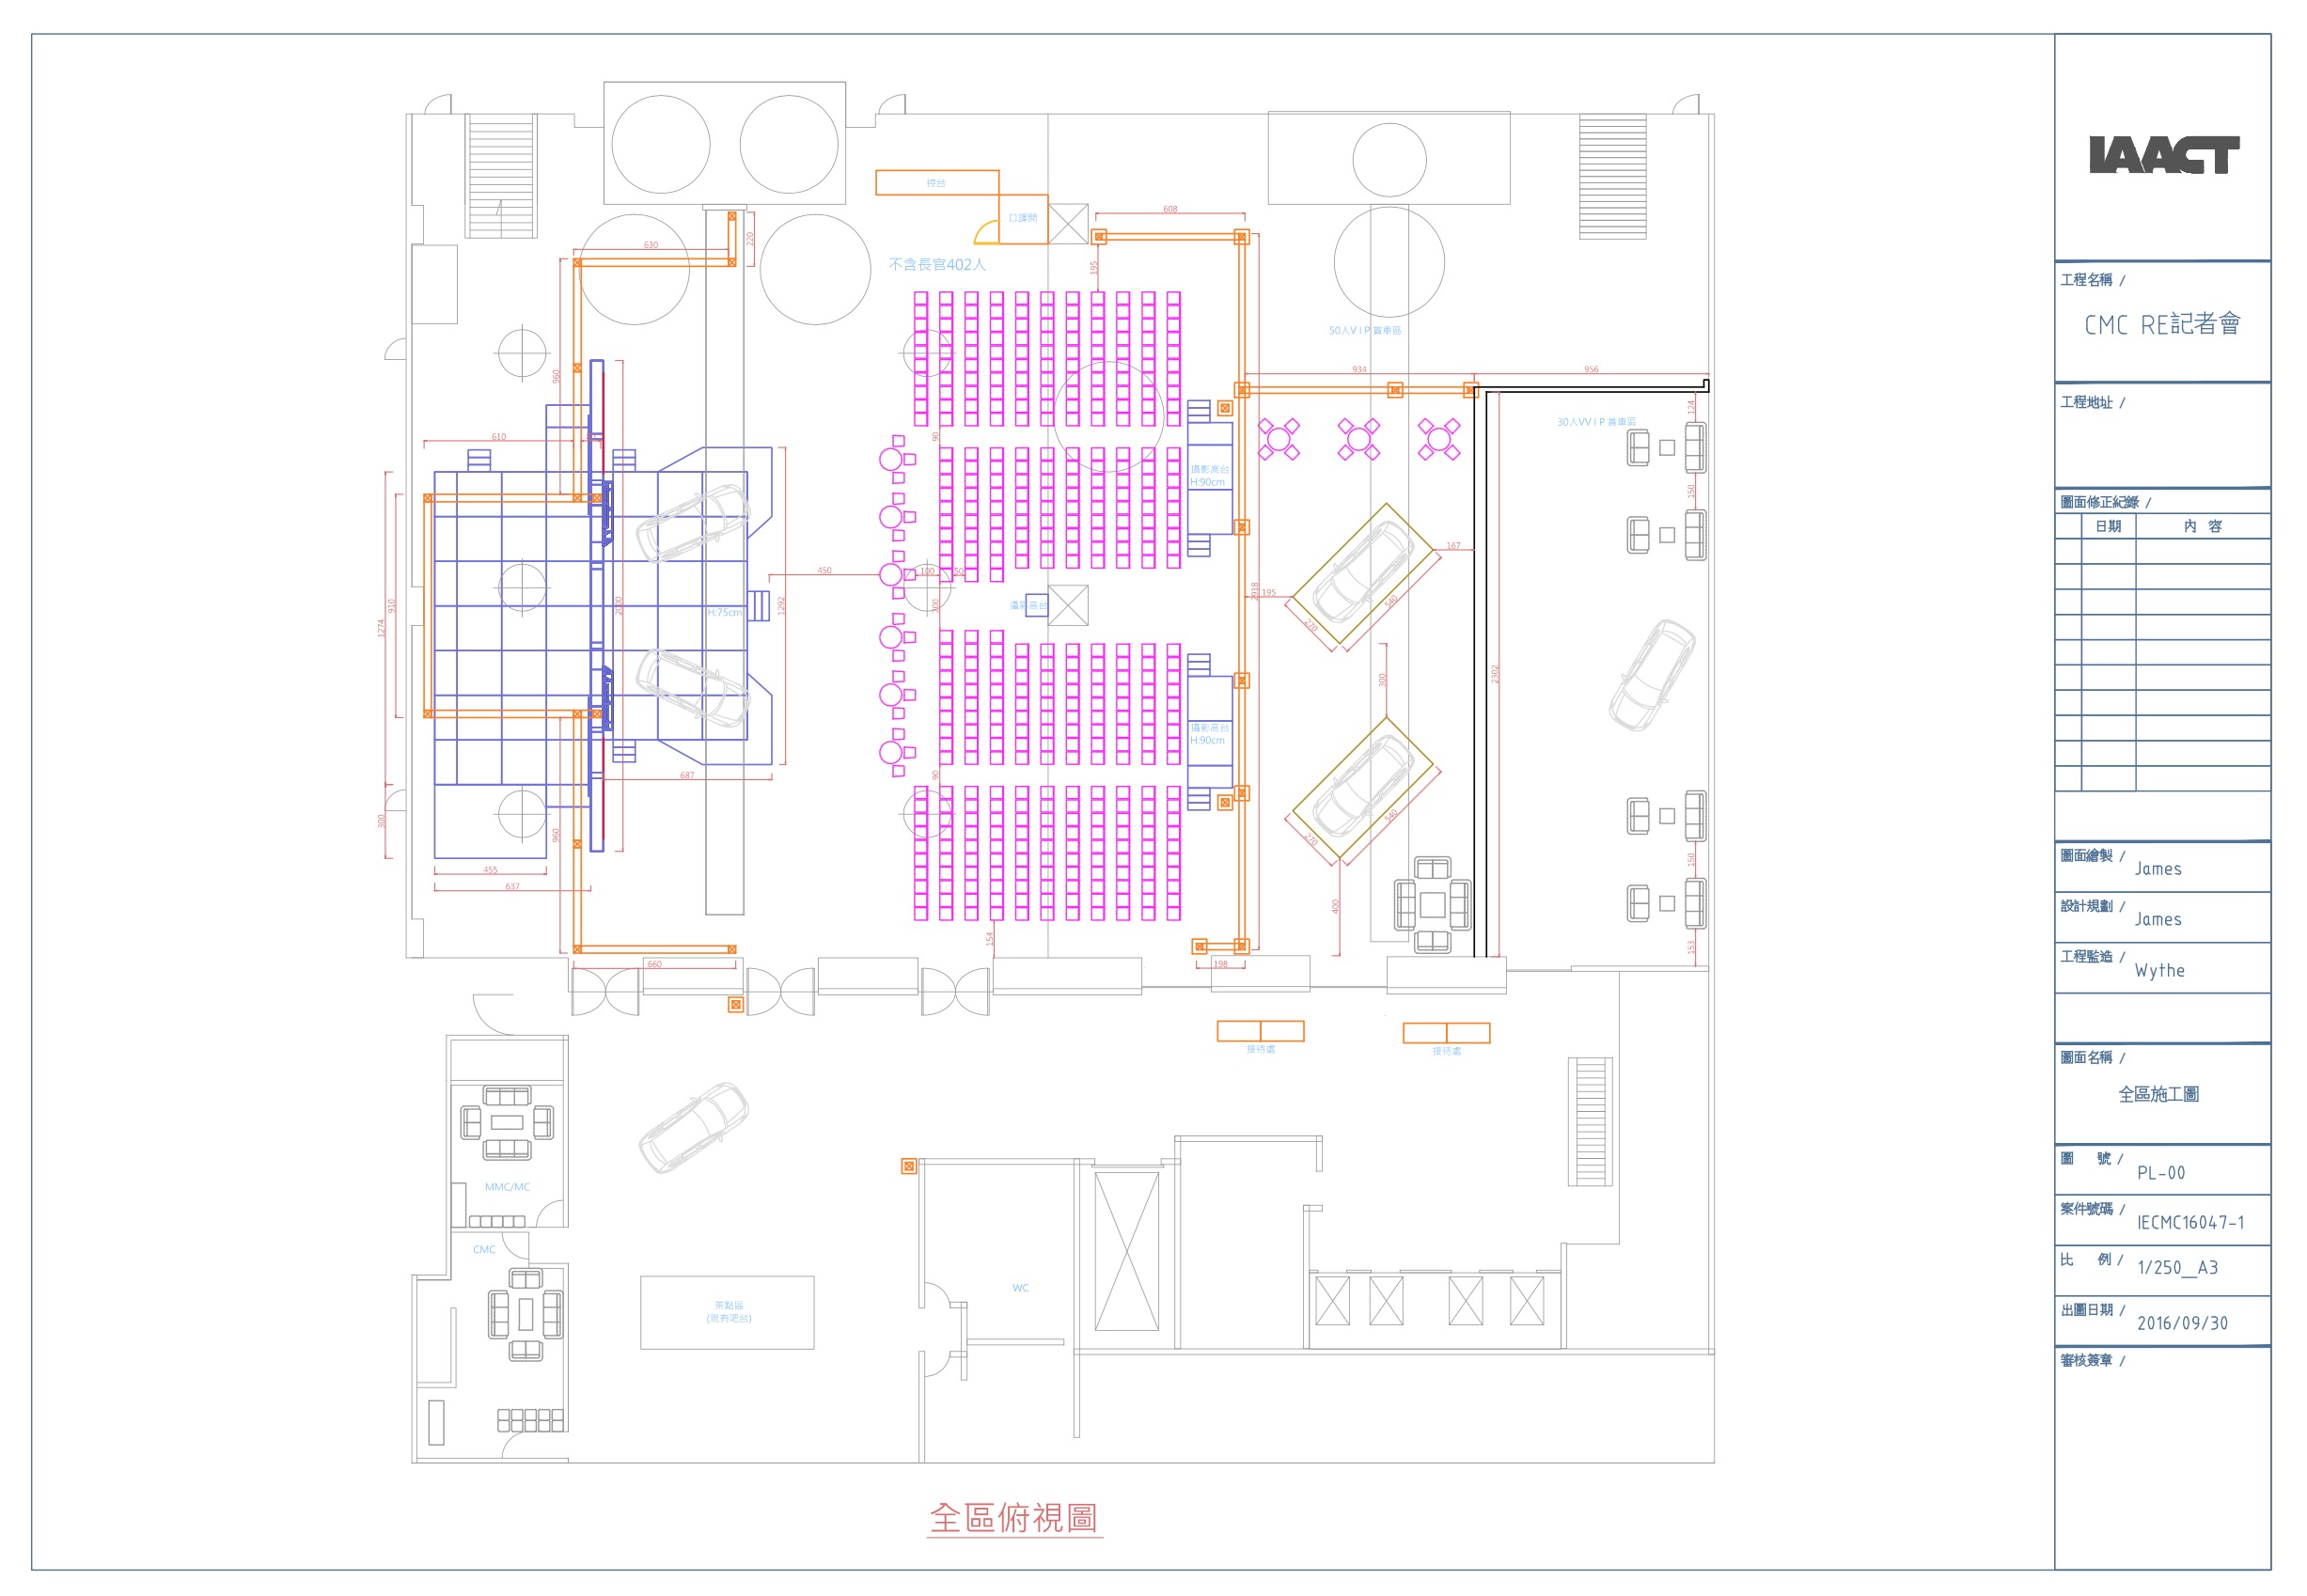 控台
口譯間
不含長官402人
608
630
220
195
50人VIP賞車區
934
956
960
30人VVIP賞車區
124
90
610
攝影高台
H:90cm
150
167
450
100
50
910
1274
2000
H:75cm
1292
200
攝影高台
2918
195
540
270
300
2302
攝影高台
H:90cm
687
90
960
300
540
270
150
455
637
400
154
153
660
198
接待處
接待處
MMC/MC
CMC
WC
茶點區
(現有吧台)
全區俯視圖
IAACT
工程名稱 /
CMC RE記者會
工程地址 /
圖面修正紀錄 /
日期 內 容
圖面繪製 /
James
設計規劃 /
James
工程監造 /
Wythe
圖面名稱 /
全區施工圖
圖 號 /
PL-00
案件號碼 /
IECMC16047-1
比 例 /
1/250__A3
出圖日期 /
2016/09/30
審核簽章 /